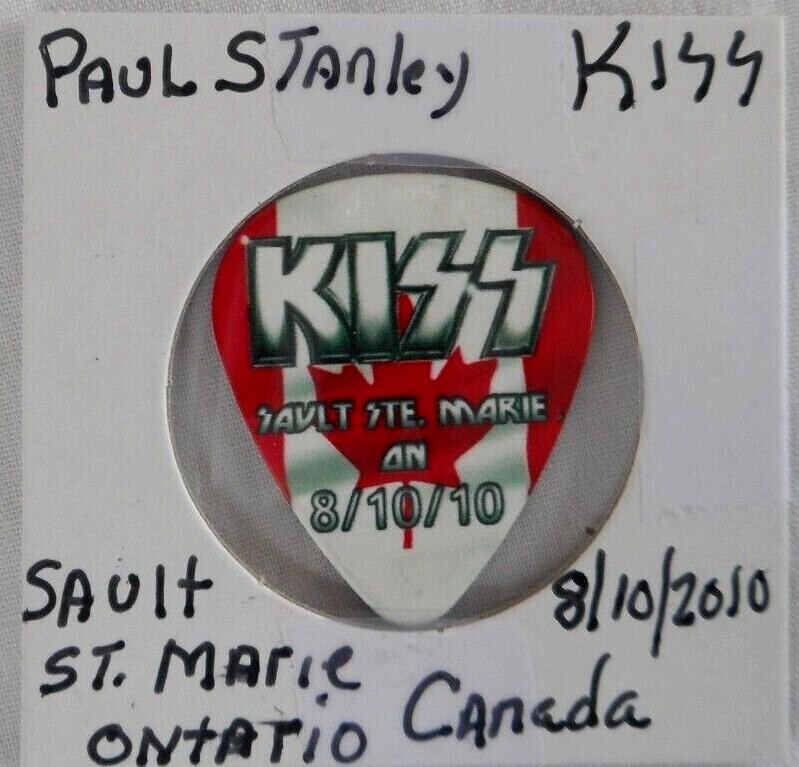 PAUL STanley KISS
KISS
SAULT STE. MARIE
ON
8/10/10
SAUlt 8/10/2010
ST. MArie
ONtArIO CANada